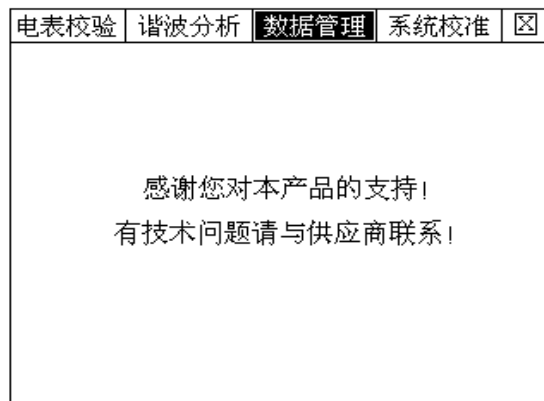 电表校验 谐波分析 数据管理 系统校准
感谢您对本产品的支持!
有技术问题请与供应商联系!